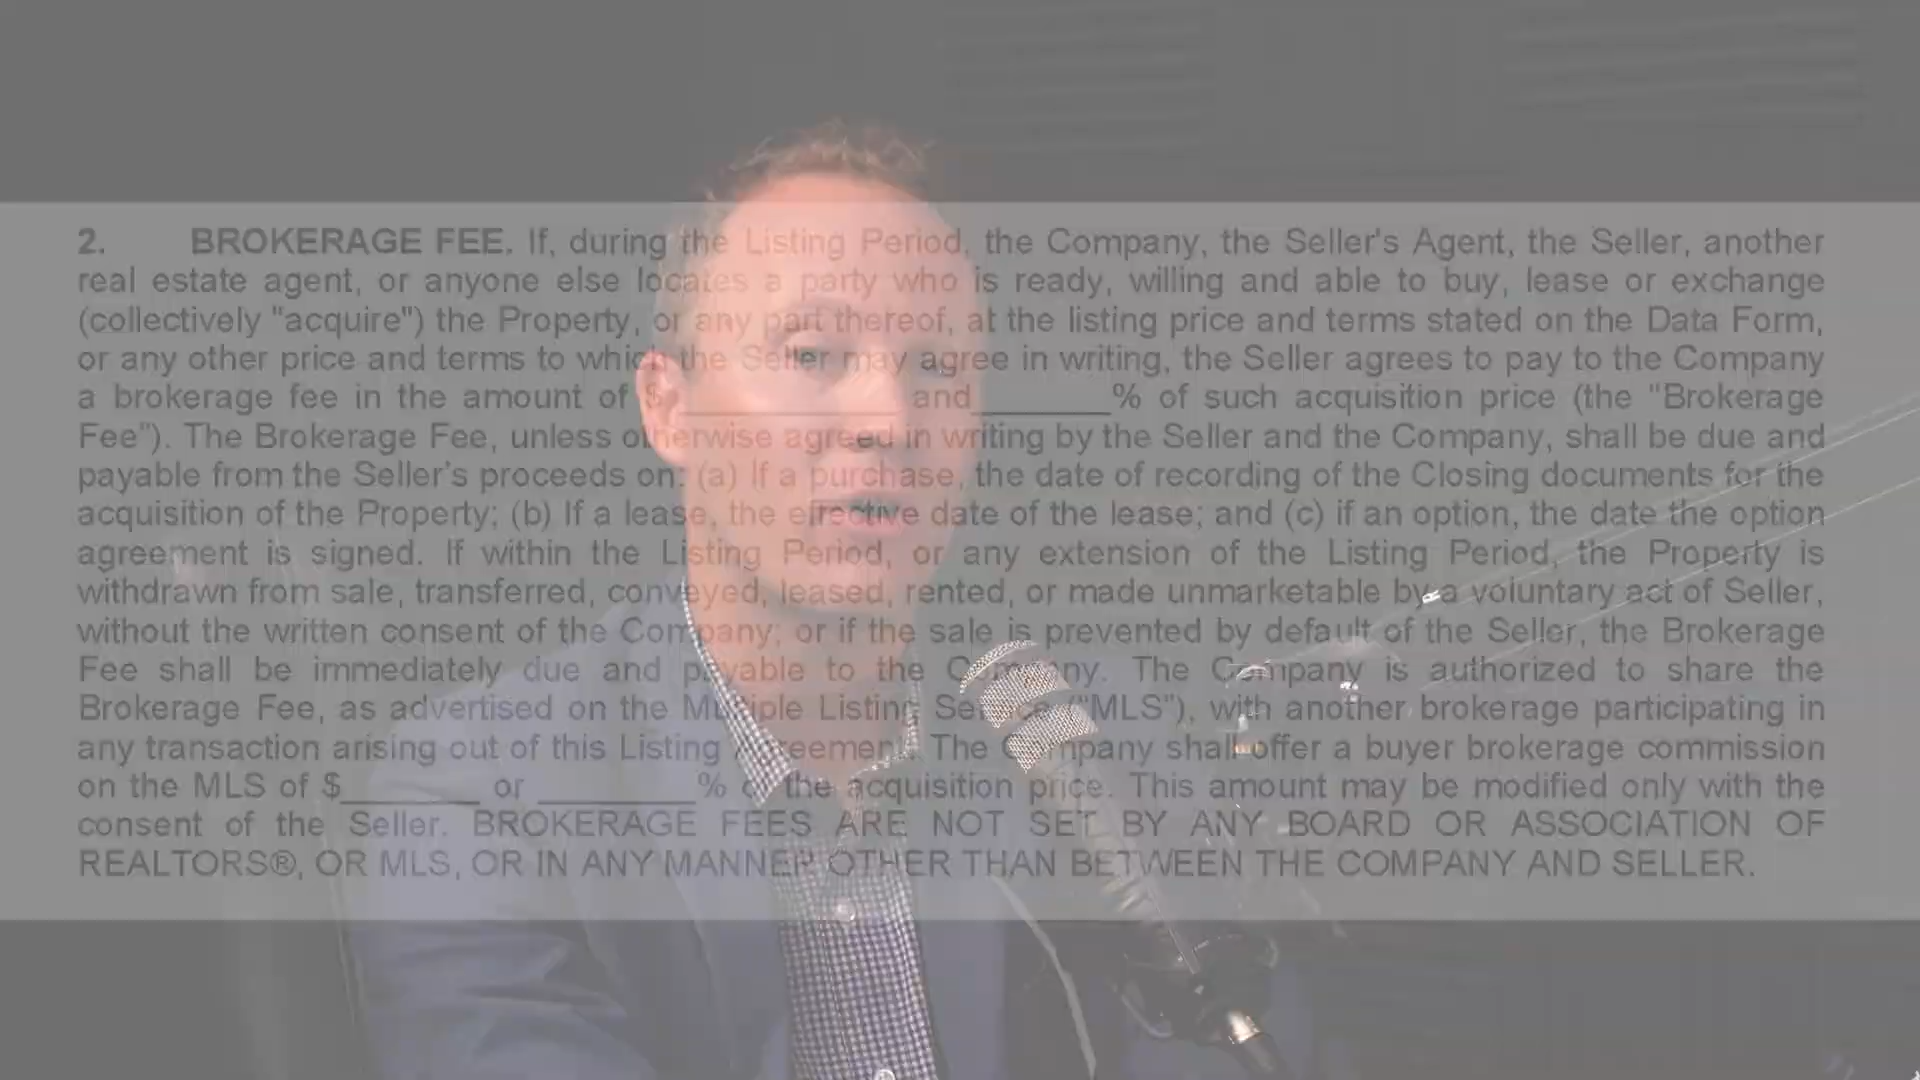 2. BROKERAGE FEE. If, during the Listing Period, the Company, the Seller's Agent, the Seller, another
real estate agent, or anyone else locates a party who is ready, willing and able to buy, lease or exchange
(collectively "acquire") the Property, or any part thereof, at the listing price and terms stated on the Data Form,
or any other price and terms to which the Seller may agree in writing, the Seller agrees to pay to the Company
a brokerage fee in the amount of $ ____________ and________% of such acquisition price (the "Brokerage
Fee"). The Brokerage Fee, unless otherwise agreed in writing by the Seller and the Company, shall be due and
payable from the Seller's proceeds on: (a) If a purchase, the date of recording of the Closing documents for the
acquisition of the Property; (b) If a lease, the effective date of the lease; and (c) if an option, the date the option
agreement is signed. If within the Listing Period, or any extension of the Listing Period, the Property is
withdrawn from sale, transferred, conveyed, leased, rented, or made unmarketable by a voluntary act of Seller,
without the written consent of the Company; or if the sale is prevented by default of the Seller, the Brokerage
Fee shall be immediately due and payable to the Company. The Company is authorized to share the
Brokerage Fee, as advertised on the Multiple Listing Service ("MLS"), with another brokerage participating in
any transaction arising out of this Listing Agreement. The Company shall offer a buyer brokerage commission
on the MLS of $________ or _________% of the acquisition price. This amount may be modified only with the
consent of the Seller. BROKERAGE FEES ARE NOT SET BY ANY BOARD OR ASSOCIATION OF
REALTORS®, OR MLS, OR IN ANY MANNER OTHER THAN BETWEEN THE COMPANY AND SELLER.